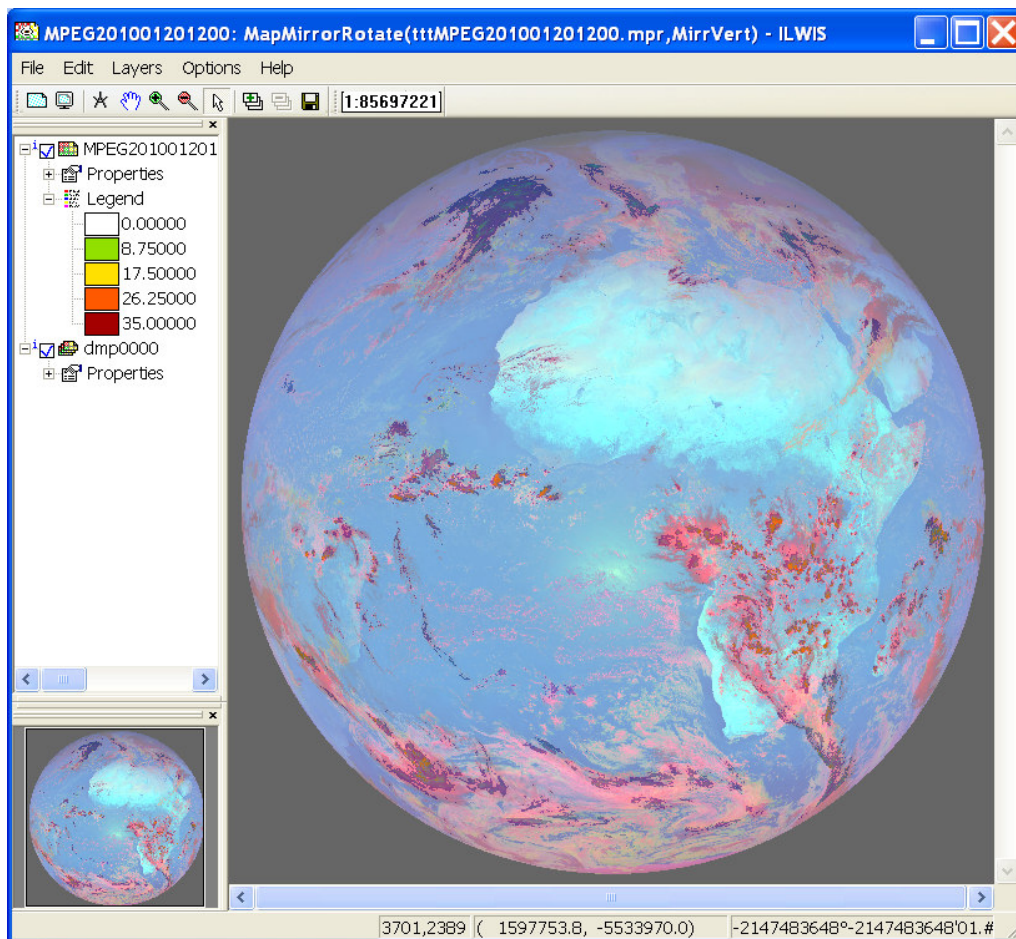 MPEG201001201200: MapMirrorRotate(tttMPEG201001201200.mpr,MirrVert) - ILWIS
File Edit Layers Options Help
1:85697221
MPEG201001201
Properties
Legend
0.00000
8.75000
17.50000
26.25000
35.00000
dmp0000
Properties
3701,2389 ( 1597753.8, -5533970.0) -2147483648°-2147483648'01.#